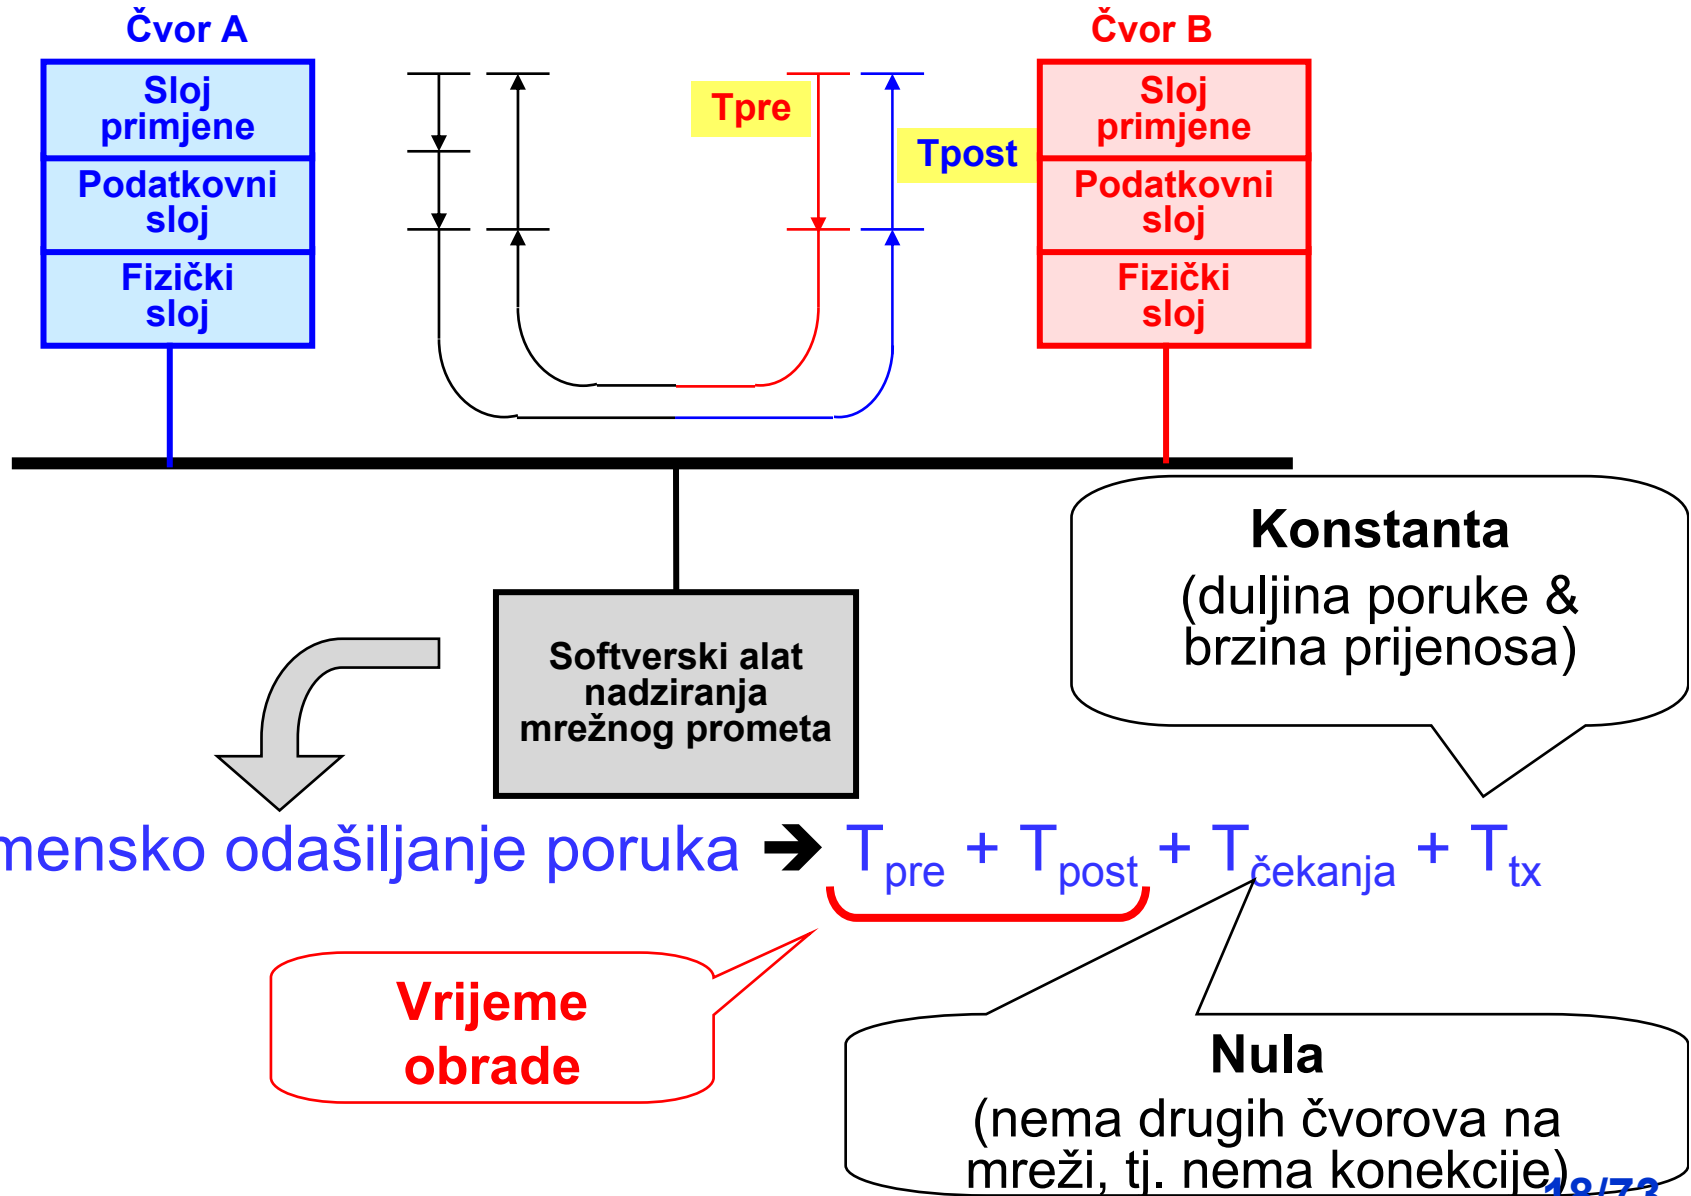 Čvor A
Čvor B
Sloj
primjene
Podatkovni
sloj
Fizički
sloj
Tpre
Tpost
Sloj
primjene
Podatkovni
sloj
Fizički
sloj
Konstanta
(duljina poruke &
brzina prijenosa)
Softverski alat
nadziranja
mrežnog prometa
mensko odašiljanje poruka ➔ Tpre + Tpost + Tčekanja + Ttx
Vrijeme
obrade
Nula
(nema drugih čvorova na
mreži, tj. nema konekcije)
18/73